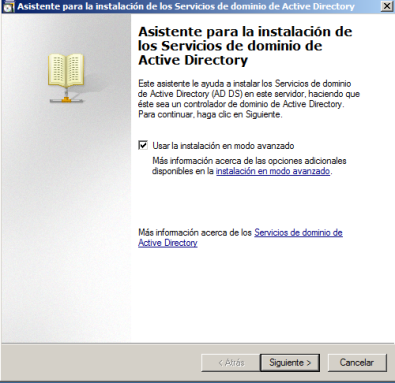 Asistente para la instalación de los Servicios de dominio de Active Directory
Asistente para la instalación de
los Servicios de dominio de
Active Directory
Este asistente le ayuda a instalar los Servicios de dominio
de Active Directory (AD DS) en este servidor, haciendo que
éste sea un controlador de dominio de Active Directory.
Para continuar, haga clic en Siguiente.
Usar la instalación en modo avanzado
Más información acerca de las opciones adicionales
disponibles en la instalación en modo avanzado.
Más información acerca de los Servicios de dominio de
Active Directory
< Atrás Siguiente > Cancelar